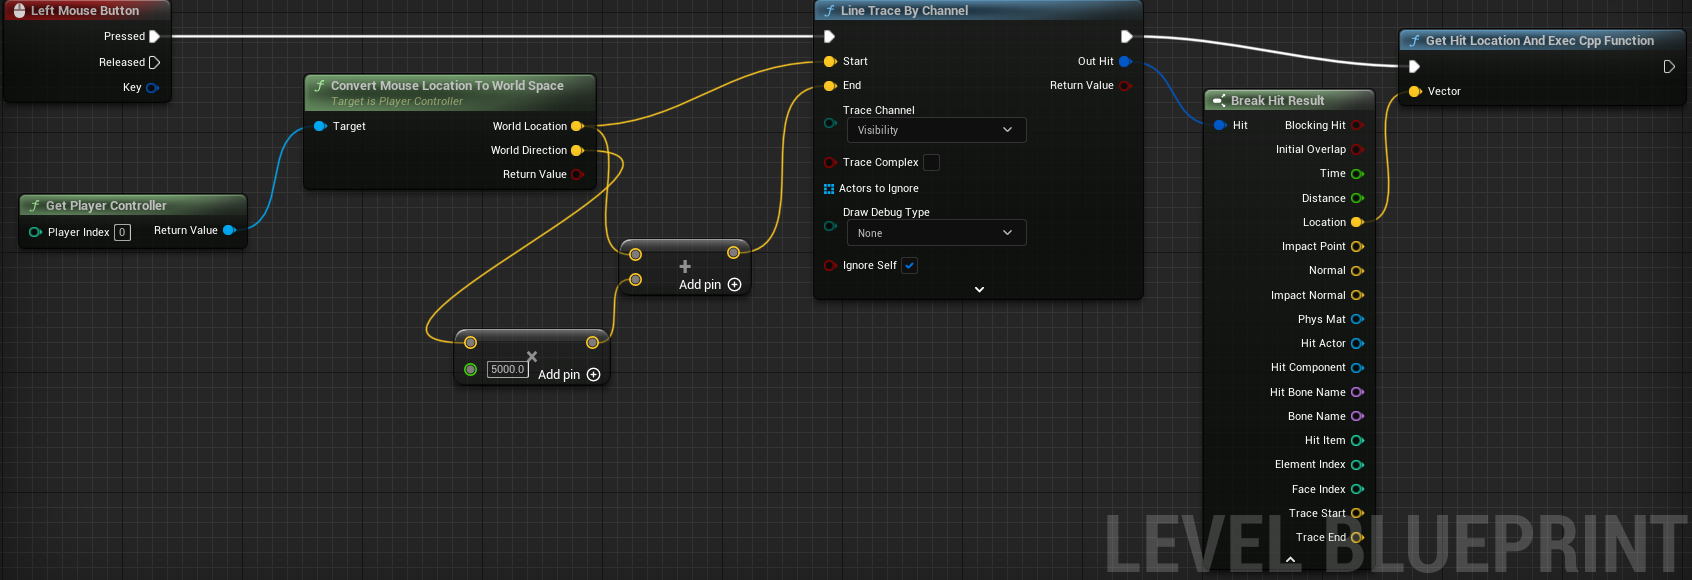 Left Mouse Button
Pressed
Released
Key
Get Player Controller
Player Index 0
Return Value
f Convert Mouse Location To World Space
Target is Player Controller
Target
World Location
World Direction
Return Value
+
Add pin
×
5000.0
Add pin
f Line Trace By Channel
Start
Out Hit
End
Return Value
Trace Channel
Visibility
Trace Complex
Actors to Ignore
Draw Debug Type
None
Ignore Self
Break Hit Result
Hit
Blocking Hit
Initial Overlap
Time
Distance
Location
Impact Point
Normal
Impact Normal
Phys Mat
Hit Actor
Hit Component
Hit Bone Name
Bone Name
Hit Item
Element Index
Face Index
Trace Start
Trace End
f Get Hit Location And Exec Cpp Function
Vector
LEVEL BLUEPRINT